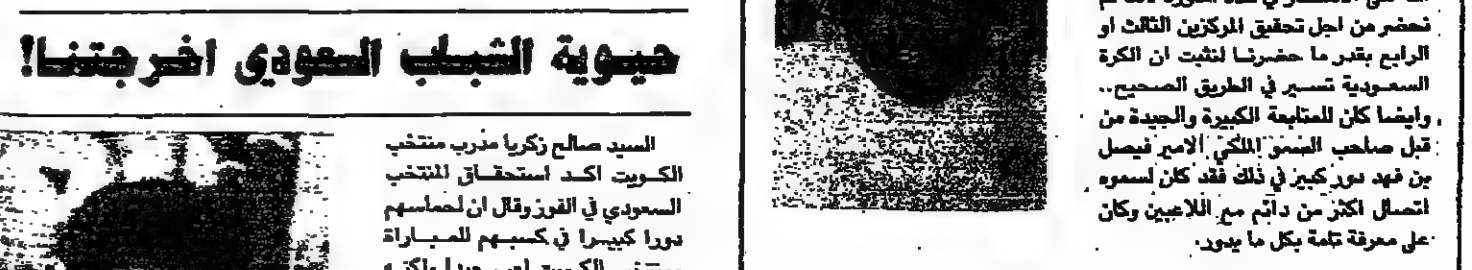 نحضر من اجل تحقيق المركزين الثالث او
الرابع بقدر ما حضرنا لنثبت ان الكرة
السعودية تسير في الطريق الصحيح..
وايضا كان للمتابعة الكبيرة والجيدة من
قبل صاحب السمو الملكي الامير فيصل
بن فهد دور كبير في ذلك فقد كان لسموه
اتصال اكثر من دائم مع اللاعبين وكان
على معرفة تامة بكل ما يدور.
حيوية الشباب السعودي اخرجتنا!
السيد صالح زكريا مدرب منتخب
الكويت اكد استحقاق المنتخب
السعودي في الفوز وقال ان لحماسهم
دورا كبيرا في كسبهم للمباراة